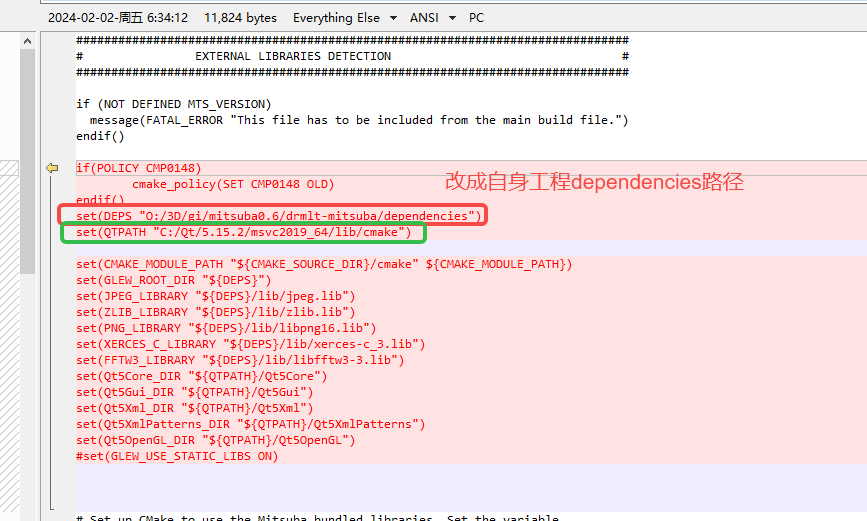 2024-02-02-周五 6:34:12 11,824 bytes Everything Else ANSI PC
###############################################################################
# EXTERNAL LIBRARIES DETECTION #
###############################################################################
if (NOT DEFINED MTS_VERSION)
message(FATAL_ERROR "This file has to be included from the main build file.")
endif()
if(POLICY CMP0148)
cmake_policy(SET CMP0148 OLD)
改成自身工程dependencies路径
endif()
set(DEPS "O:/3D/gi/mitsuba0.6/drmlt-mitsuba/dependencies")
set(QTPATH "C:/Qt/5.15.2/msvc2019_64/lib/cmake")
set(CMAKE_MODULE_PATH "${CMAKE_SOURCE_DIR}/cmake" ${CMAKE_MODULE_PATH})
set(GLEW_ROOT_DIR "${DEPS}")
set(JPEG_LIBRARY "${DEPS}/lib/jpeg.lib")
set(ZLIB_LIBRARY "${DEPS}/lib/zlib.lib")
set(PNG_LIBRARY "${DEPS}/lib/libpng16.lib")
set(XERCES_C_LIBRARY "${DEPS}/lib/xerces-c_3.lib")
set(FFTW3_LIBRARY "${DEPS}/lib/libfftw3-3.lib")
set(Qt5Core_DIR "${QTPATH}/Qt5Core")
set(Qt5Gui_DIR "${QTPATH}/Qt5Gui")
set(Qt5Xml_DIR "${QTPATH}/Qt5Xml")
set(Qt5XmlPatterns_DIR "${QTPATH}/Qt5XmlPatterns")
set(Qt5OpenGL_DIR "${QTPATH}/Qt5OpenGL")
#set(GLEW_USE_STATIC_LIBS ON)
# Set up CMake to use the Mitsuba bundled libraries. Set the variable